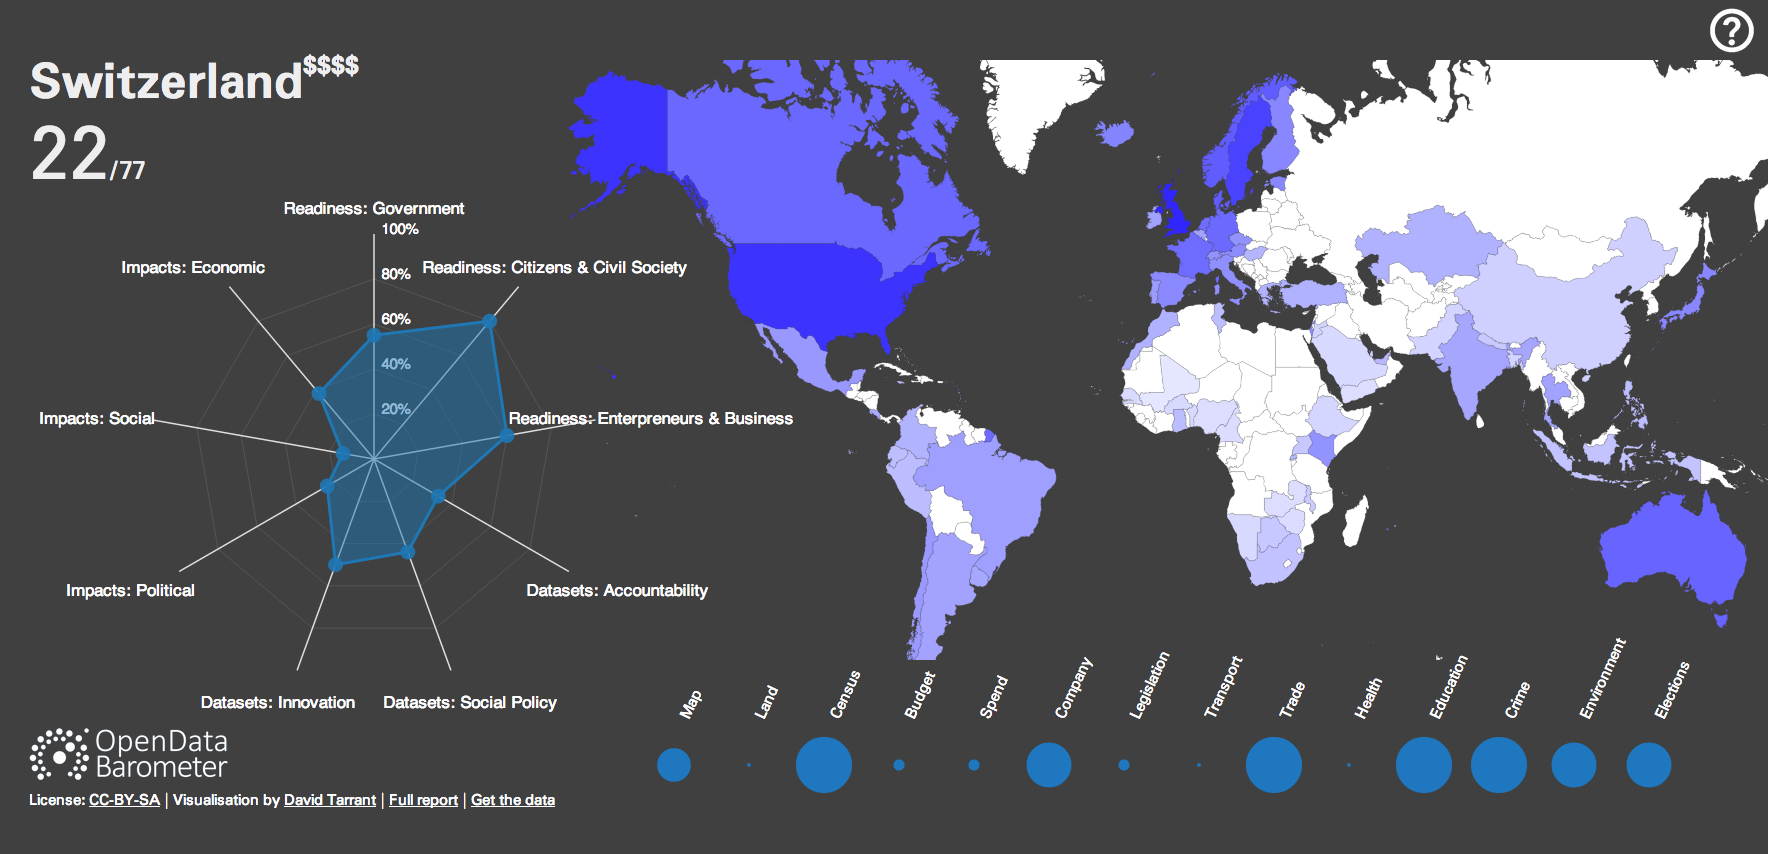 Switzerland$$$$
22/77
Readiness: Government
100%
Impacts: Economic
Readiness: Citizens & Civil Society
80%
60%
40%
20%
Impacts: Social
Readiness: Enterpreneurs & Business
Impacts: Political
Datasets: Accountability
Datasets: Innovation
Datasets: Social Policy
Map
Land
Census
Budget
Spend
Company
Legislation
Transport
Trade
Health
Education
Crime
Environment
Elections
OpenData
Barometer
License: CC-BY-SA | Visualisation by David Tarrant | Full report | Get the data
?